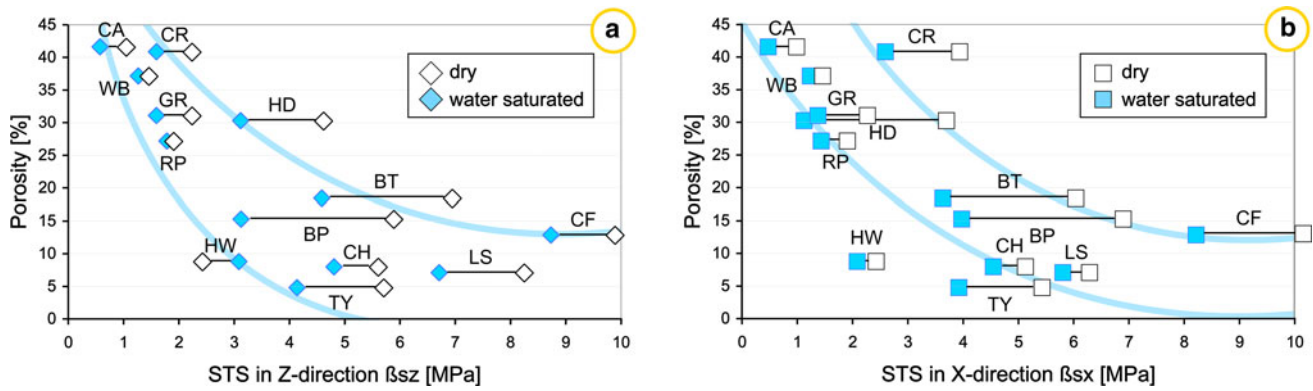 a
Porosity [%]
45
40
35
30
25
20
15
10
5
0
0 1 2 3 4 5 6 7 8 9 10
STS in Z-direction ßsz [MPa]
dry
water saturated
CA
CR
WB
GR
HD
RP
BT
BP
CF
HW
CH
LS
TY
b
Porosity [%]
45
40
35
30
25
20
15
10
5
0
0 1 2 3 4 5 6 7 8 9 10
STS in X-direction ßsx [MPa]
dry
water saturated
CA
CR
WB
GR
HD
RP
BT
BP
CF
HW
CH
LS
TY